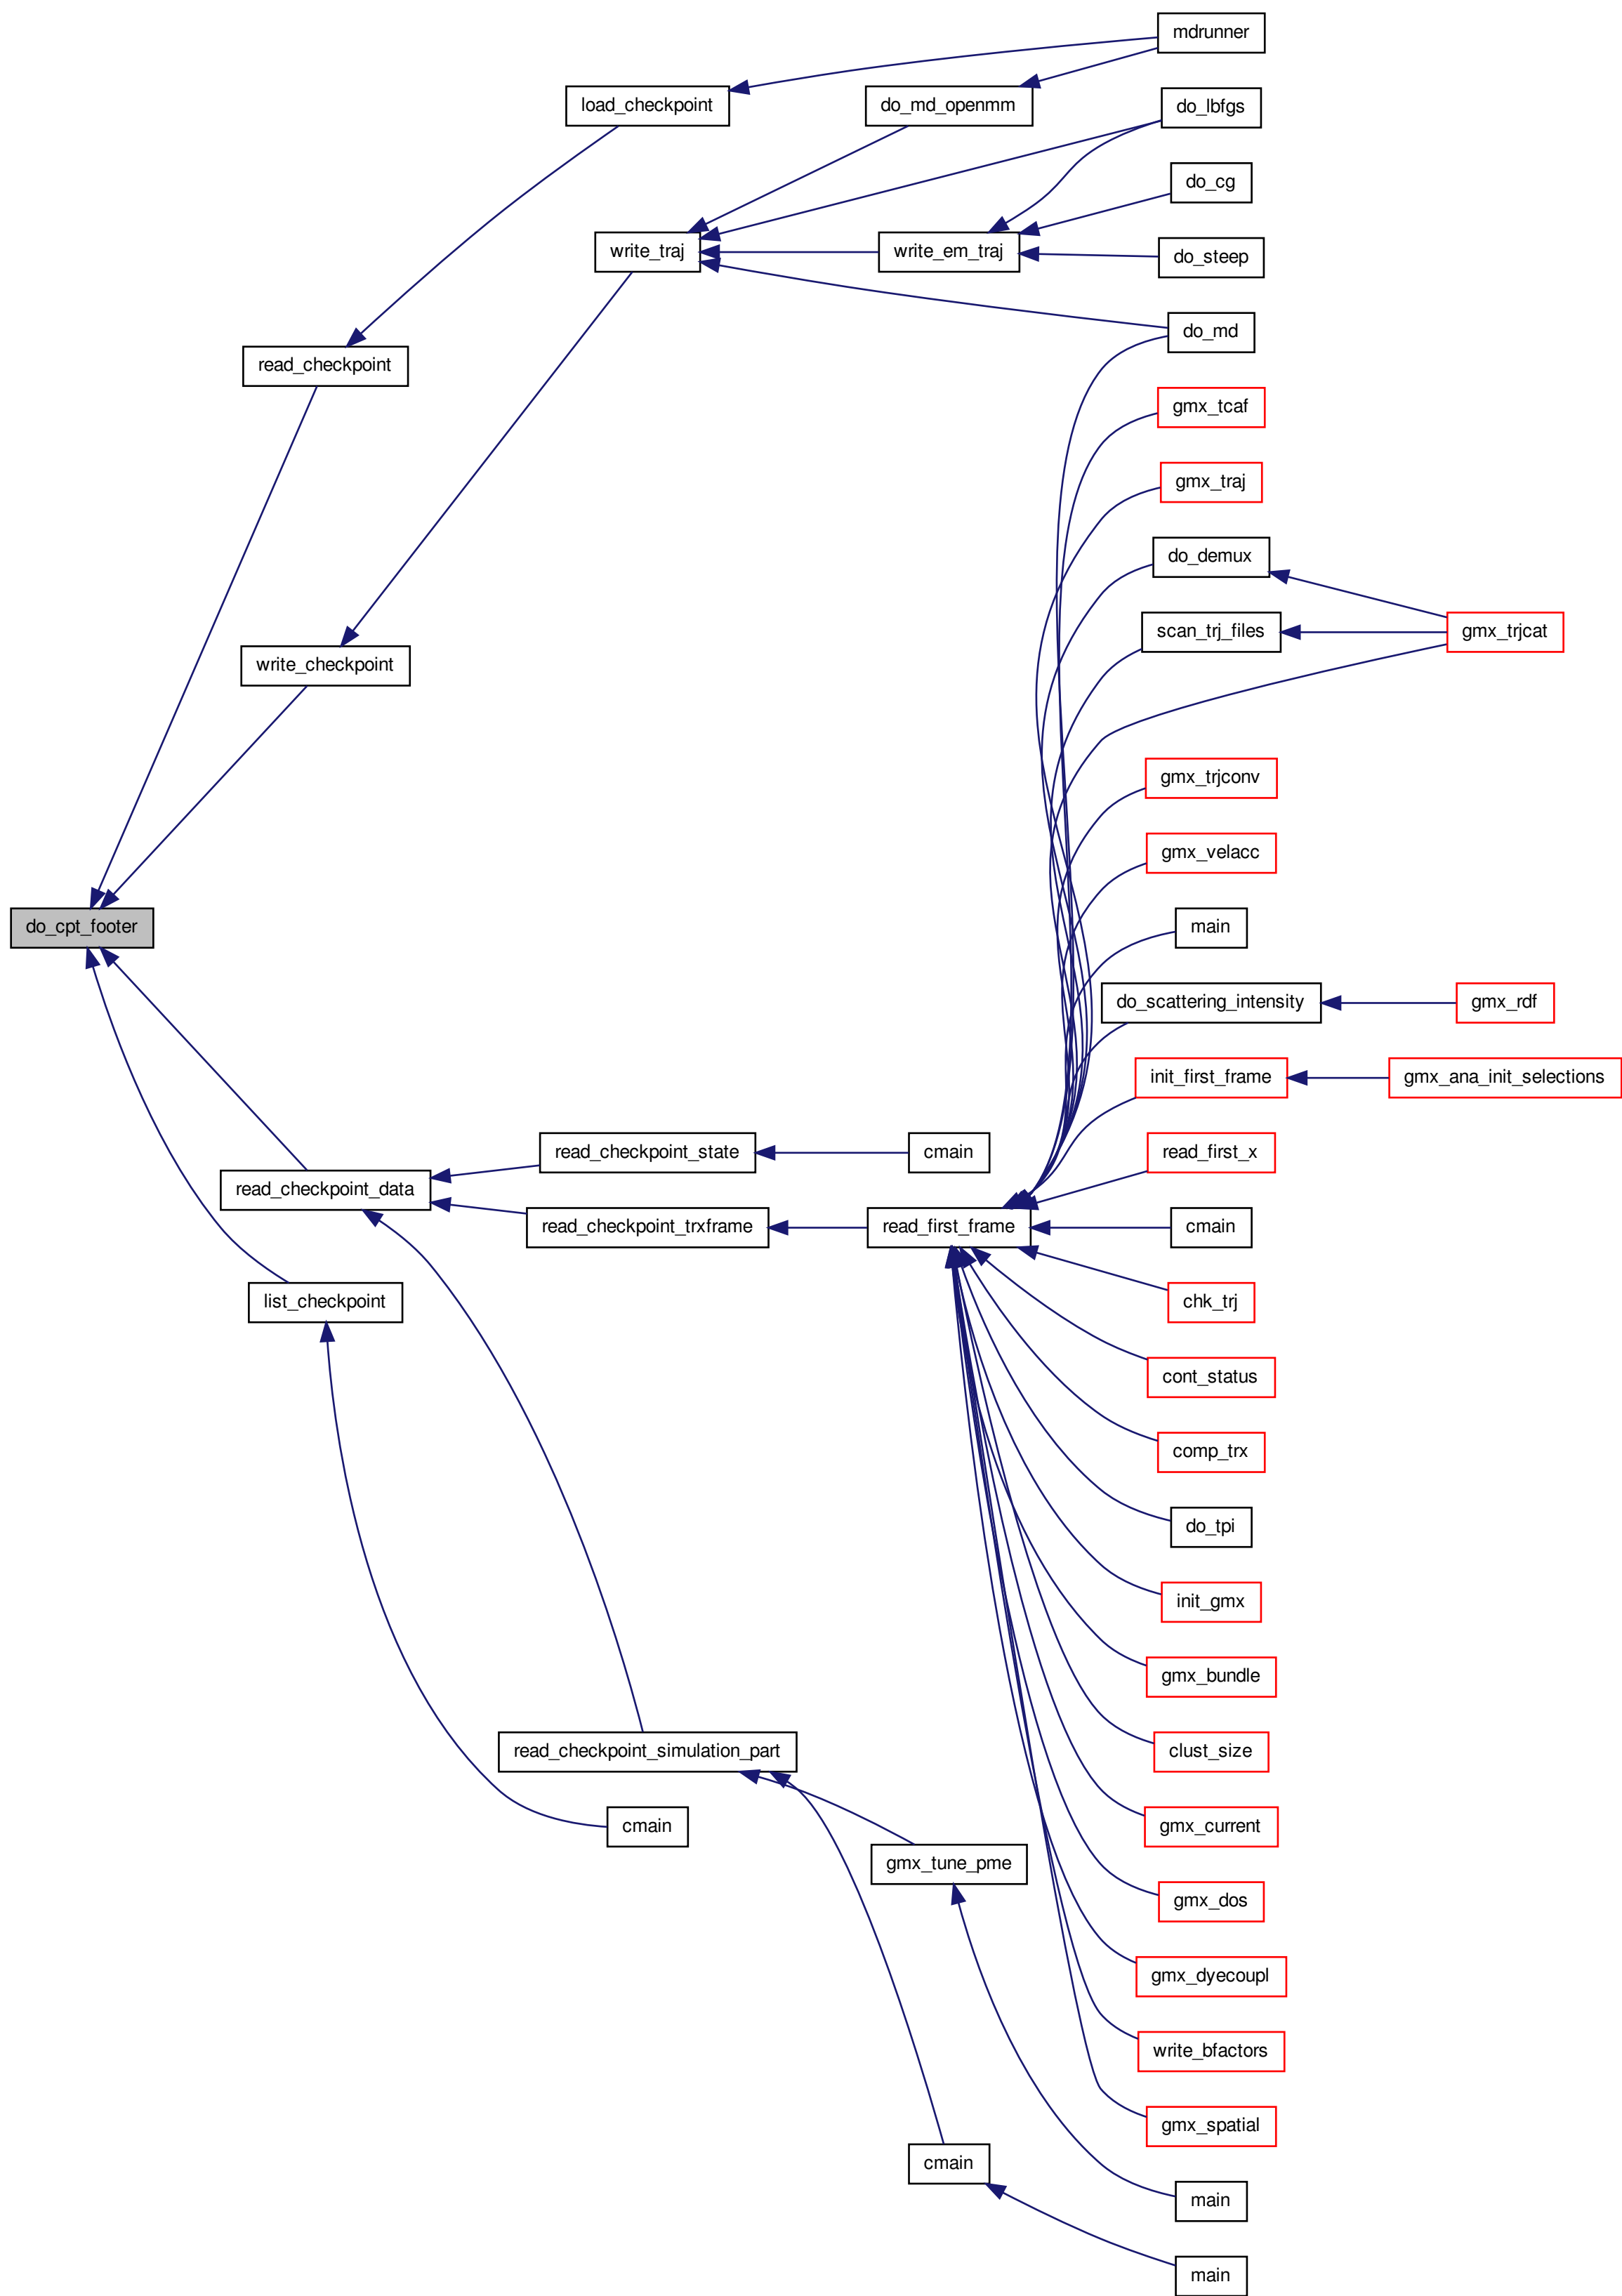 mdrunner
load_checkpoint
do_md_openmm
do_lbfgs
do_cg
write_traj
write_em_traj
do_steep
do_md
read_checkpoint
gmx_tcaf
gmx_traj
do_demux
scan_trj_files
gmx_trjcat
write_checkpoint
gmx_trjconv
gmx_velacc
do_cpt_footer
main
do_scattering_intensity
gmx_rdf
init_first_frame
gmx_ana_init_selections
read_checkpoint_state
cmain
read_first_x
read_checkpoint_data
read_checkpoint_trxframe
read_first_frame
cmain
list_checkpoint
chk_trj
cont_status
comp_trx
do_tpi
init_gmx
gmx_bundle
read_checkpoint_simulation_part
clust_size
cmain
gmx_current
gmx_tune_pme
gmx_dos
gmx_dyecoupl
write_bfactors
gmx_spatial
cmain
main
main